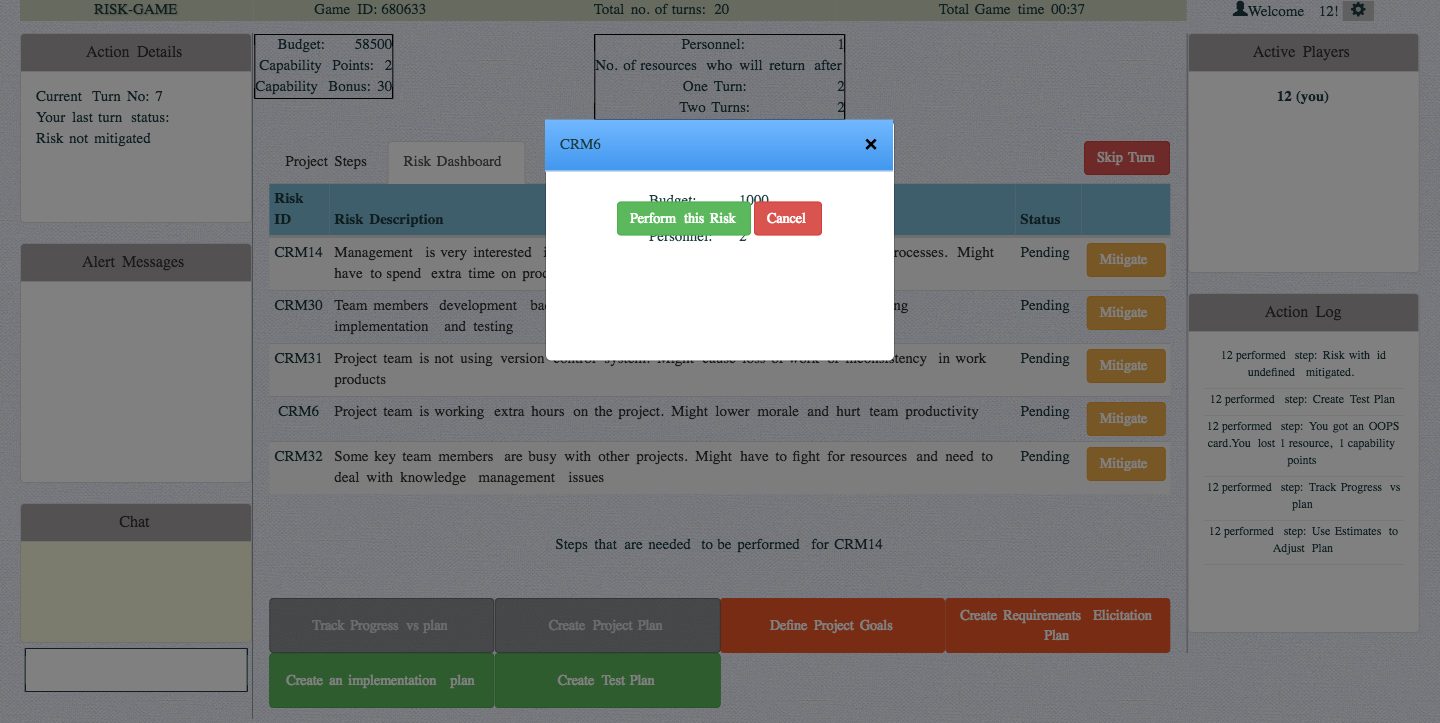 RISK-GAME Game ID: 680633 Total no. of turns: 20 Total Game time 00:37 Welcome 12!
Action Details
Current Turn No: 7
Your last turn status:
Risk not mitigated
Alert Messages
Chat
Budget: 58500
Capability Points: 2
Capability Bonus: 30
Personnel: 1
No. of resources who will return after
One Turn: 2
Two Turns: 2
CRM6
Budget: 1000
Perform this Risk Cancel
Personnel: 2
Project Steps Risk Dashboard Skip Turn
Risk
ID Risk Description Status
CRM14 Management is very interested rocesses. Might Pending Mitigate
have to spend extra time on
CRM30 Team members development Pending Mitigate
implementation and testing
CRM31 Project team is not using version control system. Might cause loss of work or inconsistency in work Pending Mitigate
products
CRM6 Project team is working extra hours on the project. Might lower morale and hurt team productivity Pending Mitigate
CRM32 Some key team members are busy with other projects. Might have to fight for resources and need to Pending Mitigate
deal with knowledge management issues
Steps that are needed to be performed for CRM14
Track Progress vs plan Create Project Plan Define Project Goals Create Requirements Elicitation
Plan
Create an implementation plan Create Test Plan
Active Players
12 (you)
Action Log
12 performed step: Risk with id
undefined mitigated.
12 performed step: Create Test Plan
12 performed step: You got an OOPS
card.You lost 1 resource, 1 capability
points
12 performed step: Track Progress vs
plan
12 performed step: Use Estimates to
Adjust Plan